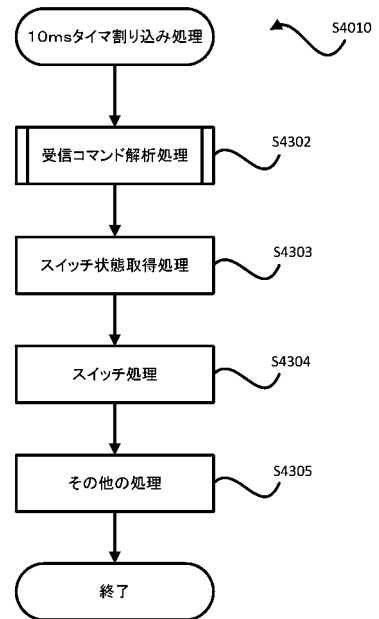 10msタイマ割り込み処理
S4010
受信コマンド解析処理
S4302
スイッチ状態取得処理
S4303
スイッチ処理
S4304
その他の処理
S4305
終了